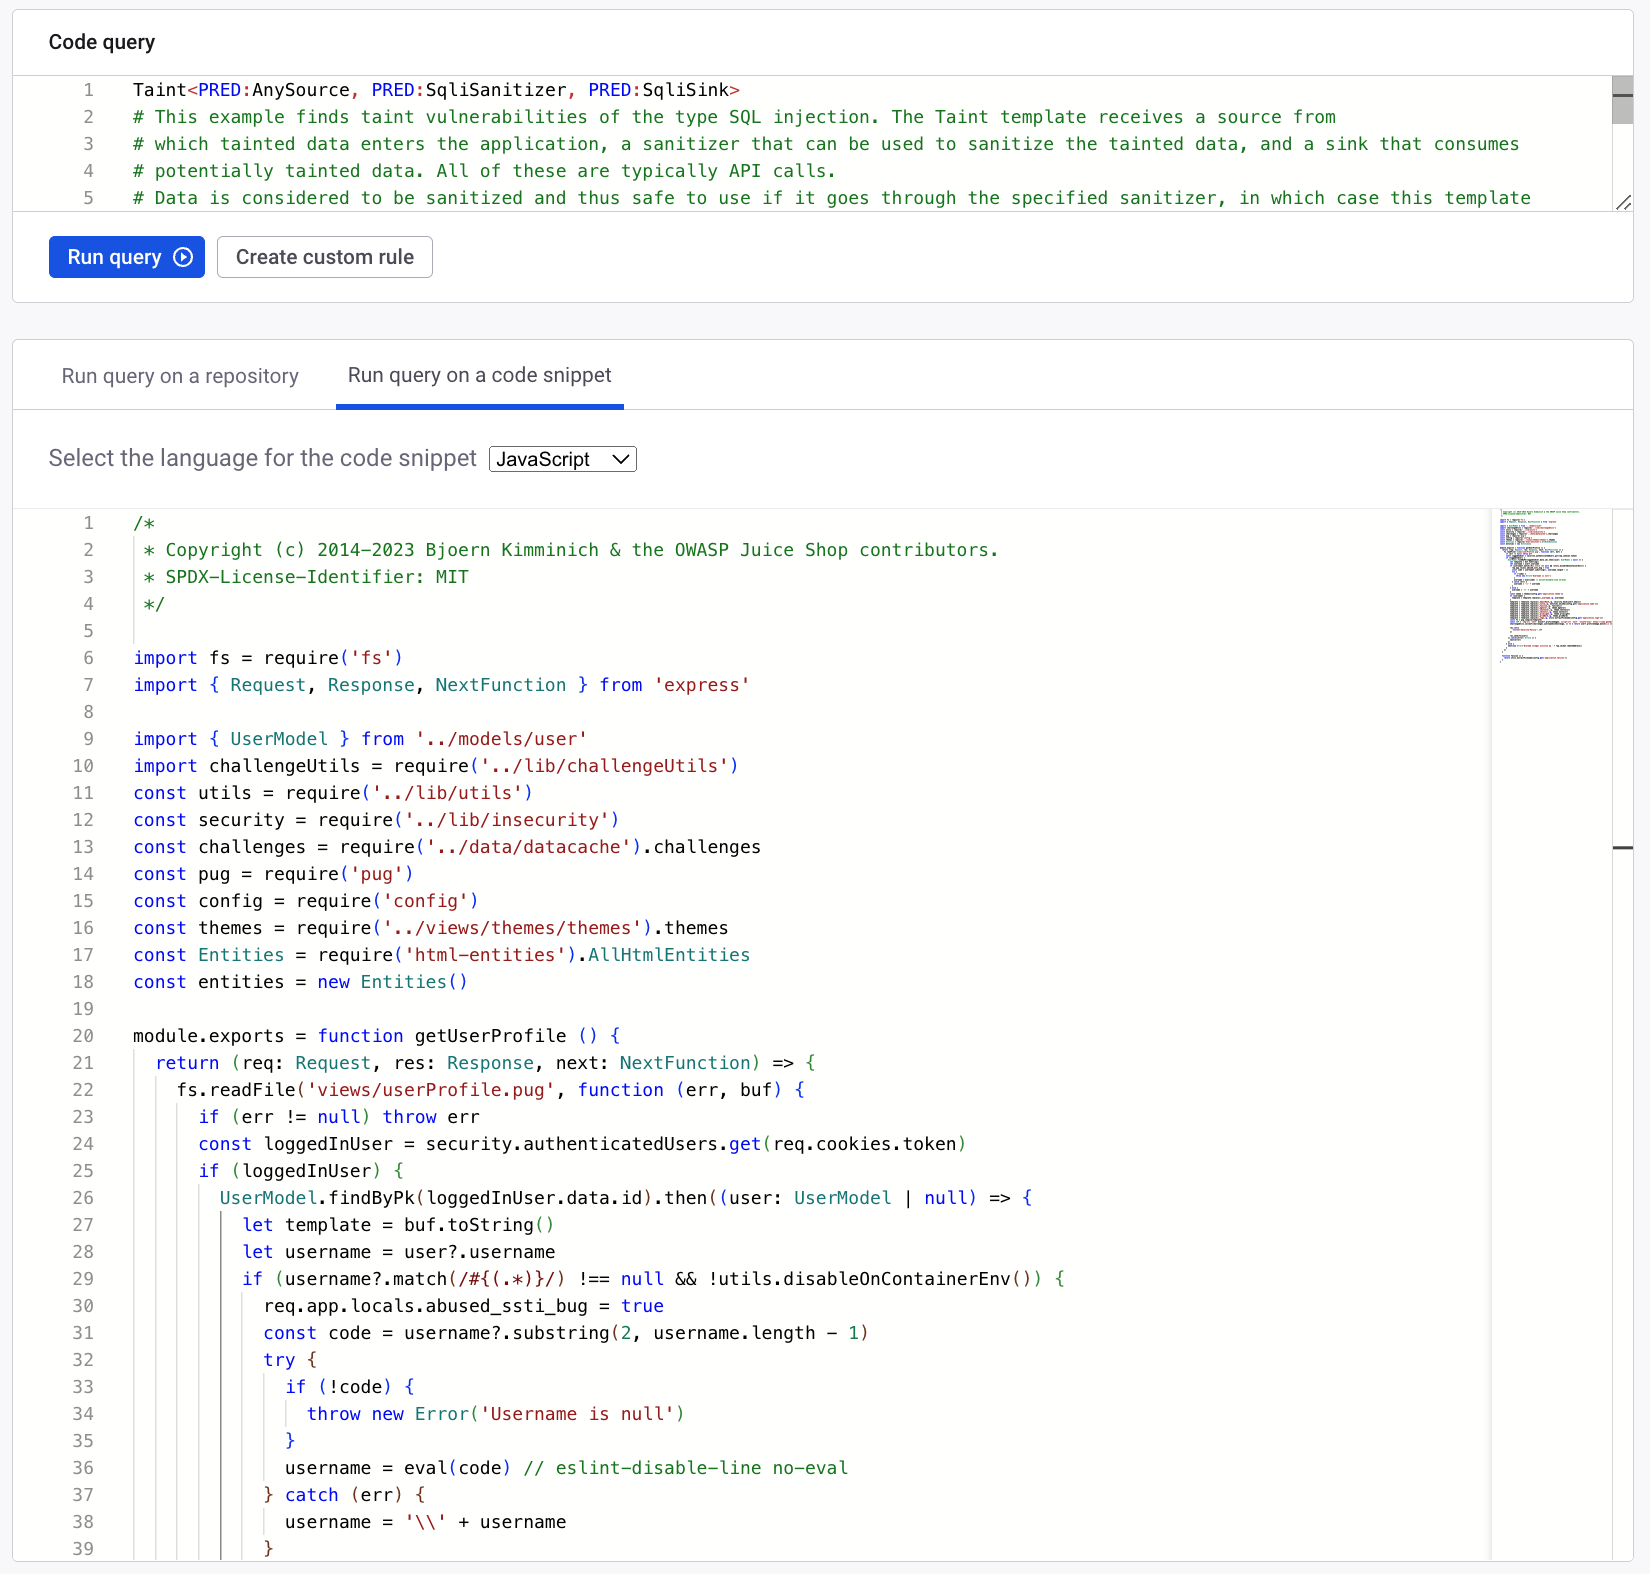 Code query
1 Taint<PRED:AnySource, PRED:SqliSanitizer, PRED:SqliSink>
2 # This example finds taint vulnerabilities of the type SQL injection. The Taint template receives a source from
3 # which tainted data enters the application, a sanitizer that can be used to sanitize the tainted data, and a sink that consumes
4 # potentially tainted data. All of these are typically API calls.
5 # Data is considered to be sanitized and thus safe to use if it goes through the specified sanitizer, in which case this template
Run query Create custom rule
Run query on a repository Run query on a code snippet
Select the language for the code snippet JavaScript
1 /*
2  * Copyright (c) 2014-2023 Bjoern Kimminich & the OWASP Juice Shop contributors.
3  * SPDX-License-Identifier: MIT
4  */
5
6 import fs = require('fs')
7 import { Request, Response, NextFunction } from 'express'
8
9 import { UserModel } from '../models/user'
10 import challengeUtils = require('../lib/challengeUtils')
11 const utils = require('../lib/utils')
12 const security = require('../lib/insecurity')
13 const challenges = require('../data/datacache').challenges
14 const pug = require('pug')
15 const config = require('config')
16 const themes = require('../views/themes/themes').themes
17 const Entities = require('html-entities').AllHtmlEntities
18 const entities = new Entities()
19
20 module.exports = function getUserProfile () {
21   return (req: Request, res: Response, next: NextFunction) => {
22     fs.readFile('views/userProfile.pug', function (err, buf) {
23       if (err != null) throw err
24       const loggedInUser = security.authenticatedUsers.get(req.cookies.token)
25       if (loggedInUser) {
26         UserModel.findByPk(loggedInUser.data.id).then((user: UserModel | null) => {
27           let template = buf.toString()
28           let username = user?.username
29           if (username?.match(/#{(.*)}/) !== null && !utils.disableOnContainerEnv()) {
30             req.app.locals.abused_ssti_bug = true
31             const code = username?.substring(2, username.length - 1)
32             try {
33               if (!code) {
34                 throw new Error('Username is null')
35               }
36               username = eval(code) // eslint-disable-line no-eval
37             } catch (err) {
38               username = '\\' + username
39             }